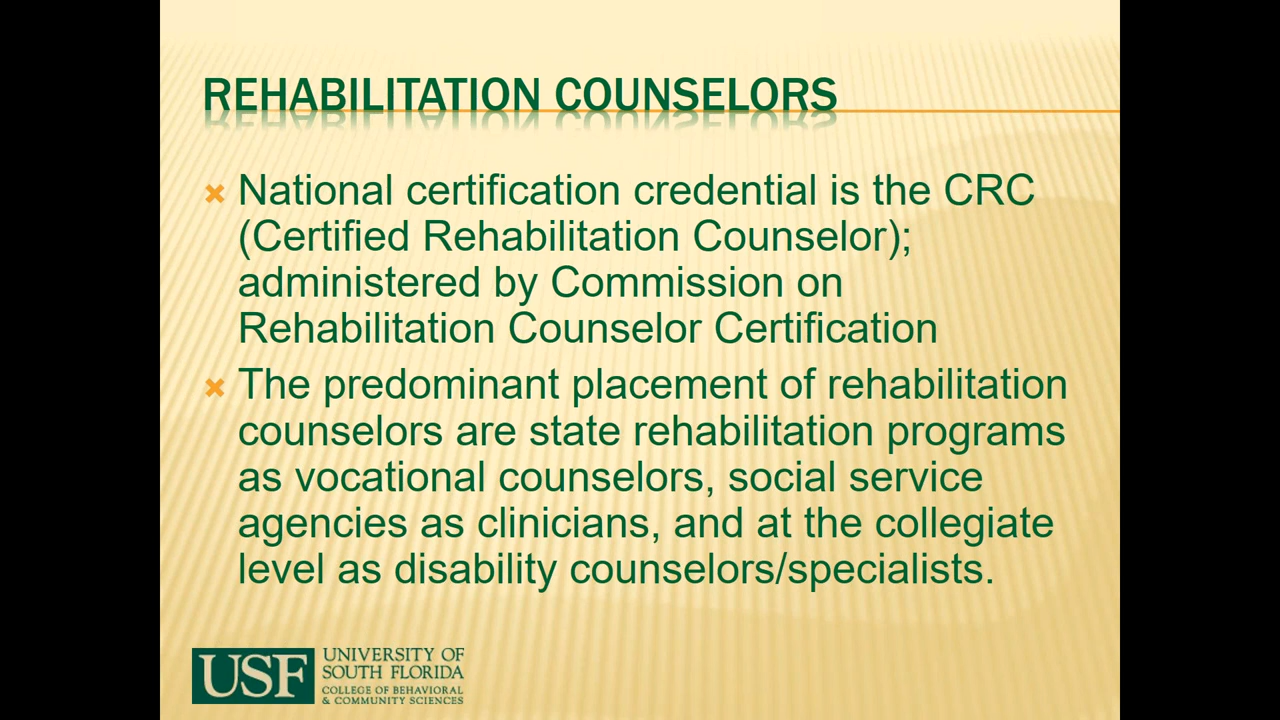 REHABILITATION COUNSELORS
National certification credential is the CRC
(Certified Rehabilitation Counselor);
administered by Commission on
Rehabilitation Counselor Certification
The predominant placement of rehabilitation
counselors are state rehabilitation programs
as vocational counselors, social service
agencies as clinicians, and at the collegiate
level as disability counselors/specialists.
USF
UNIVERSITY OF
SOUTH FLORIDA
COLLEGE OF BEHAVIORAL
& COMMUNITY SCIENCES